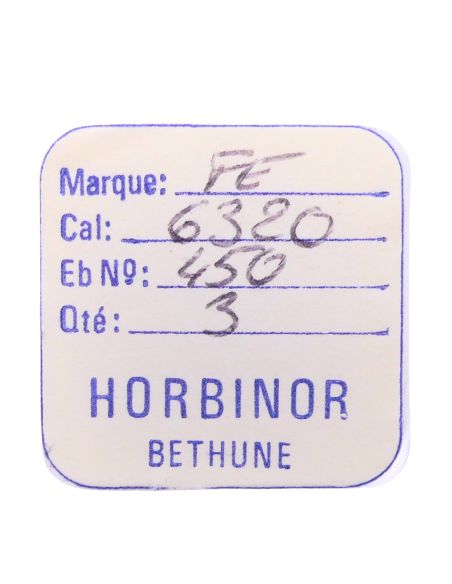 Marque: FE
Cal: 6320
Eb Nº: 450
Qté: 3
HORBINOR
BETHUNE